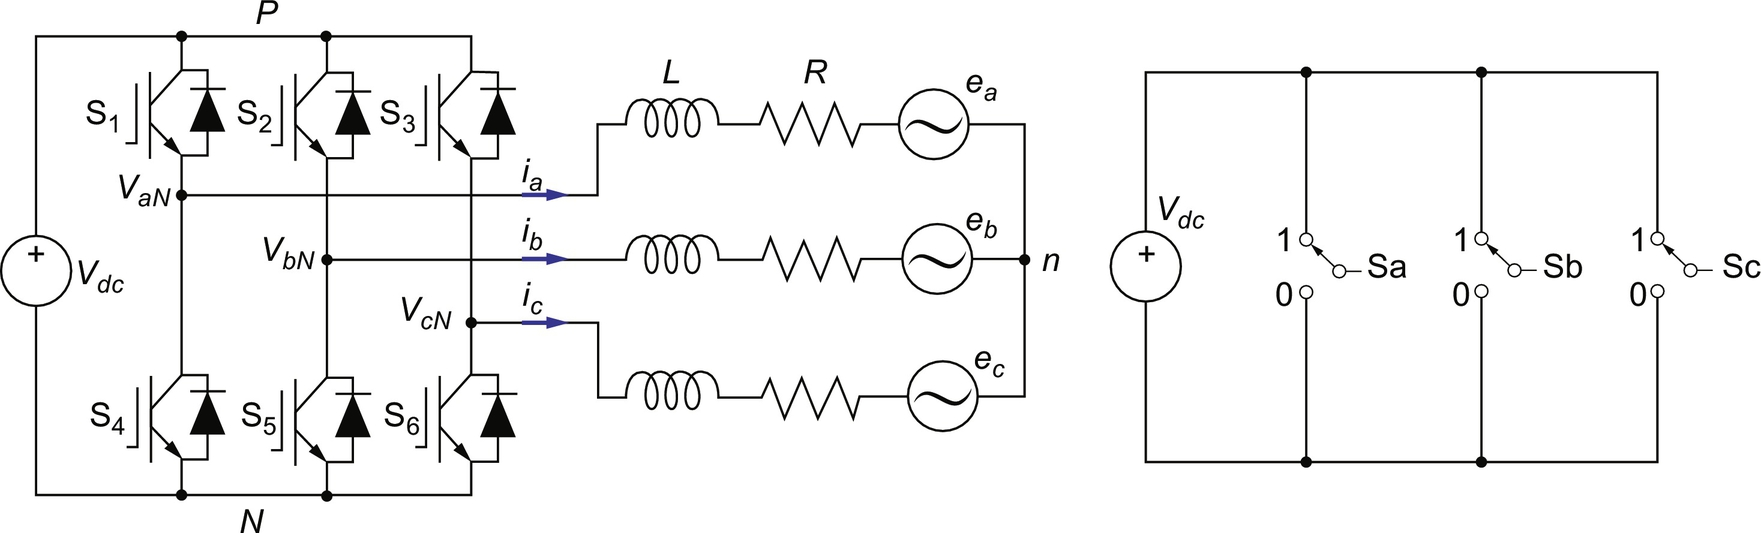 P
L
R
e_a
S_1
S_2
S_3
V_aN
i_a
V_dc
1
Sa
1
Sb
1
Sc
0
0
0
e_b
i_b
V_bN
n
V_dc
i_c
V_cN
e_c
S_4
S_5
S_6
N